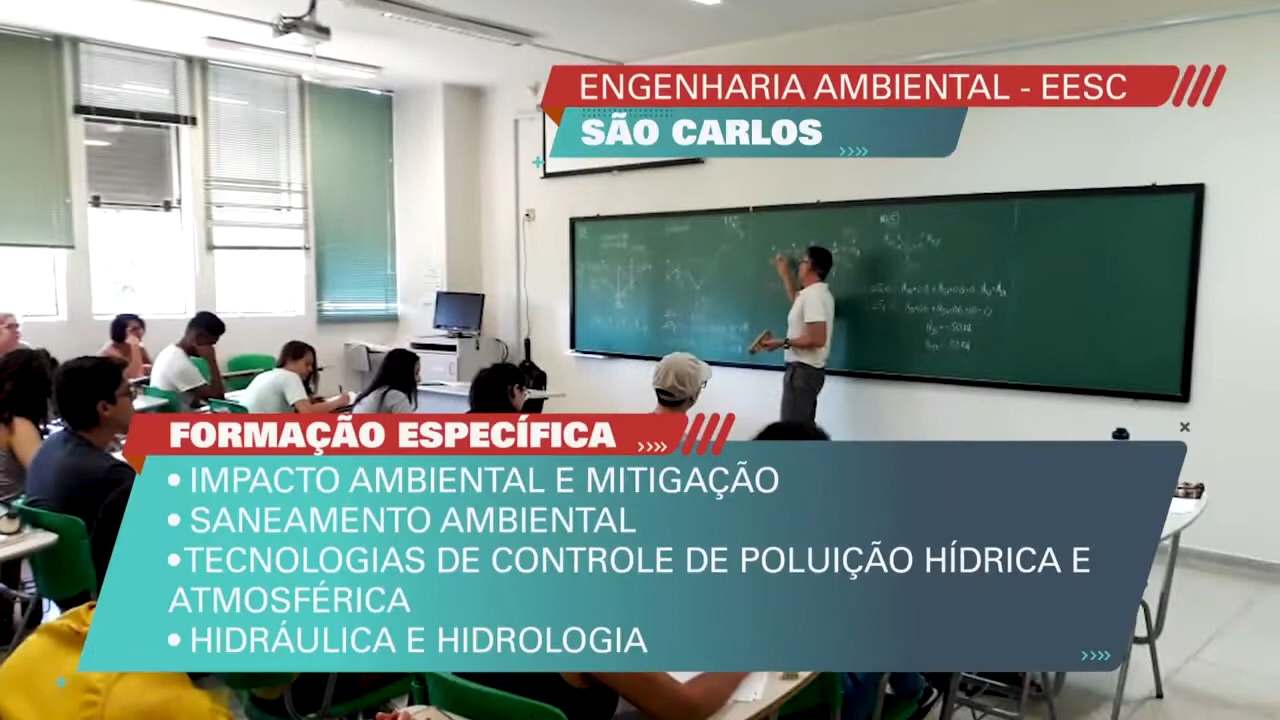 ENGENHARIA AMBIENTAL - EESC
SÃO CARLOS
FORMAÇÃO ESPECÍFICA
• IMPACTO AMBIENTAL E MITIGAÇÃO
• SANEAMENTO AMBIENTAL
•TECNOLOGIAS DE CONTROLE DE POLUIÇÃO HÍDRICA E
ATMOSFÉRICA
• HIDRÁULICA E HIDROLOGIA